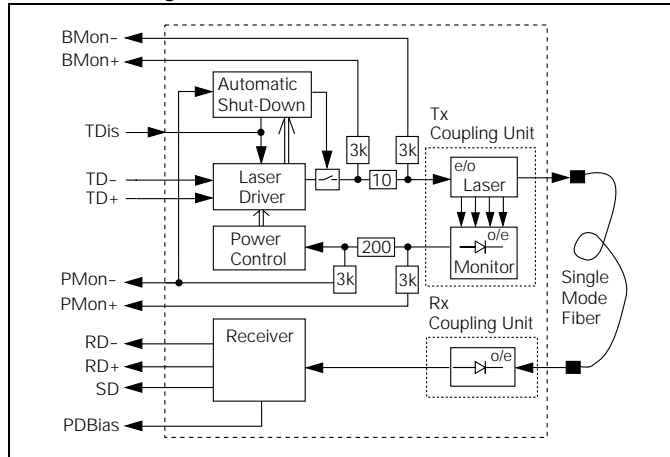 BMon−
BMon+
Automatic
Shut-Down
Tx
Coupling Unit
TDis
3k
3k
e/o
Laser
TD−
TD+
Laser
Driver
10
o/e
Monitor
Power
Control
200
3k
3k
PMon−
PMon+
Single
Mode
Fiber
Rx
Coupling Unit
RD−
RD+
SD
Receiver
o/e
PDBias